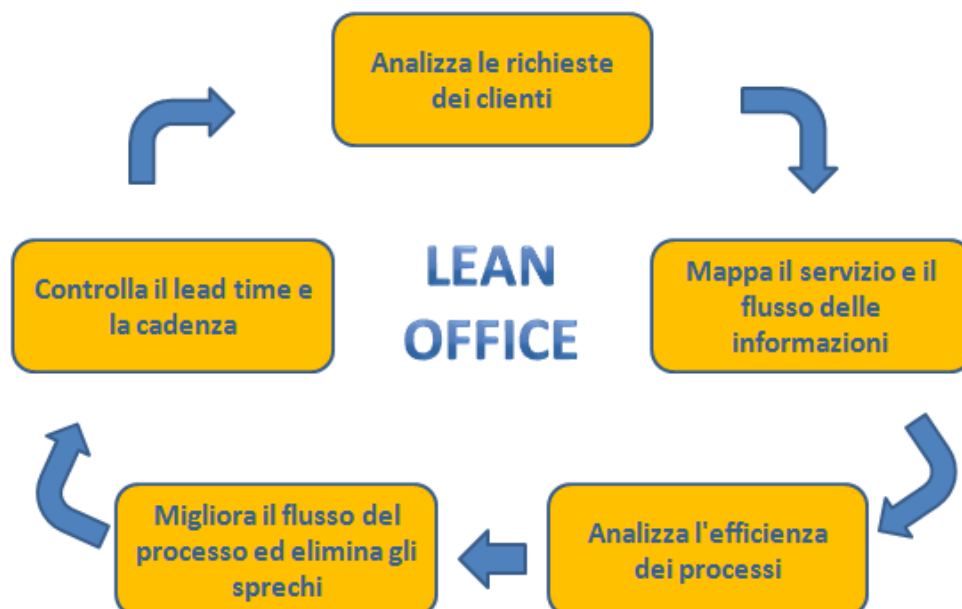 Analizza le richieste
dei clienti
LEAN
OFFICE
Controlla il lead time e
la cadenza
Mappa il servizio e il
flusso delle
informazioni
Migliora il flusso del
processo ed elimina gli
sprechi
Analizza l'efficienza
dei processi